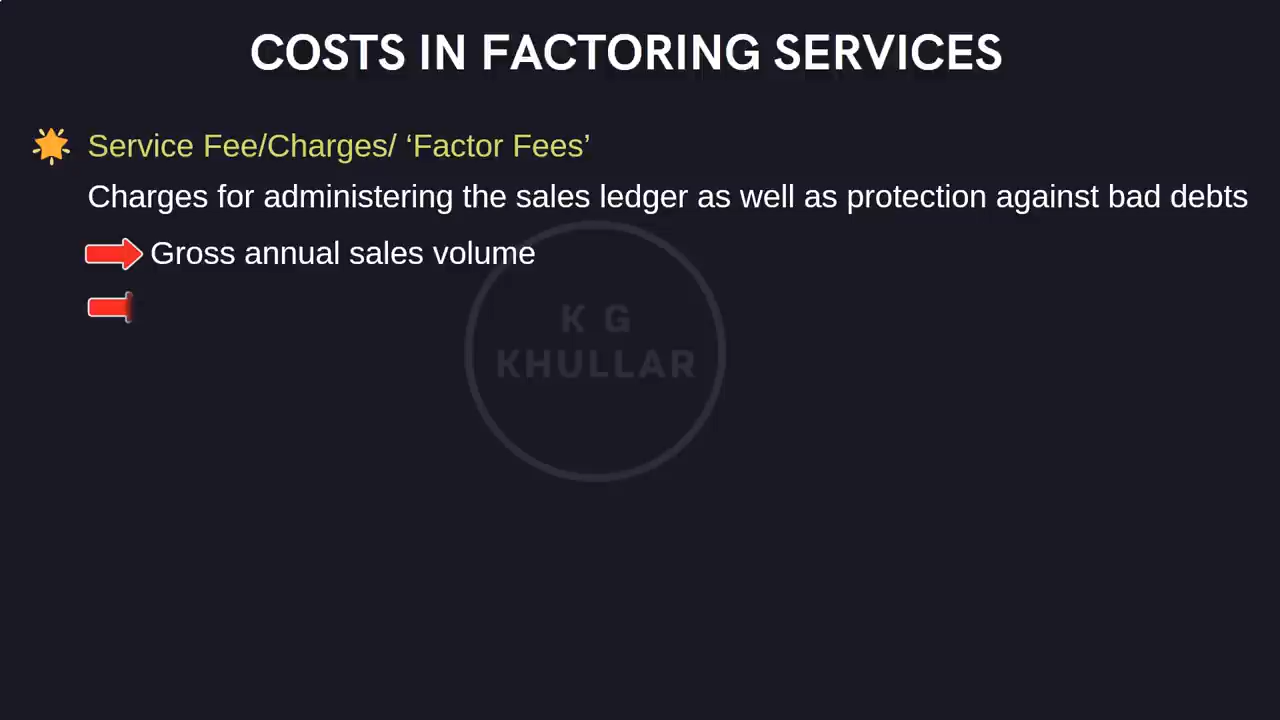 COSTS IN FACTORING SERVICES
Service Fee/Charges/ ‘Factor Fees’
Charges for administering the sales ledger as well as protection against bad debts
Gross annual sales volume
K G
KHULLAR